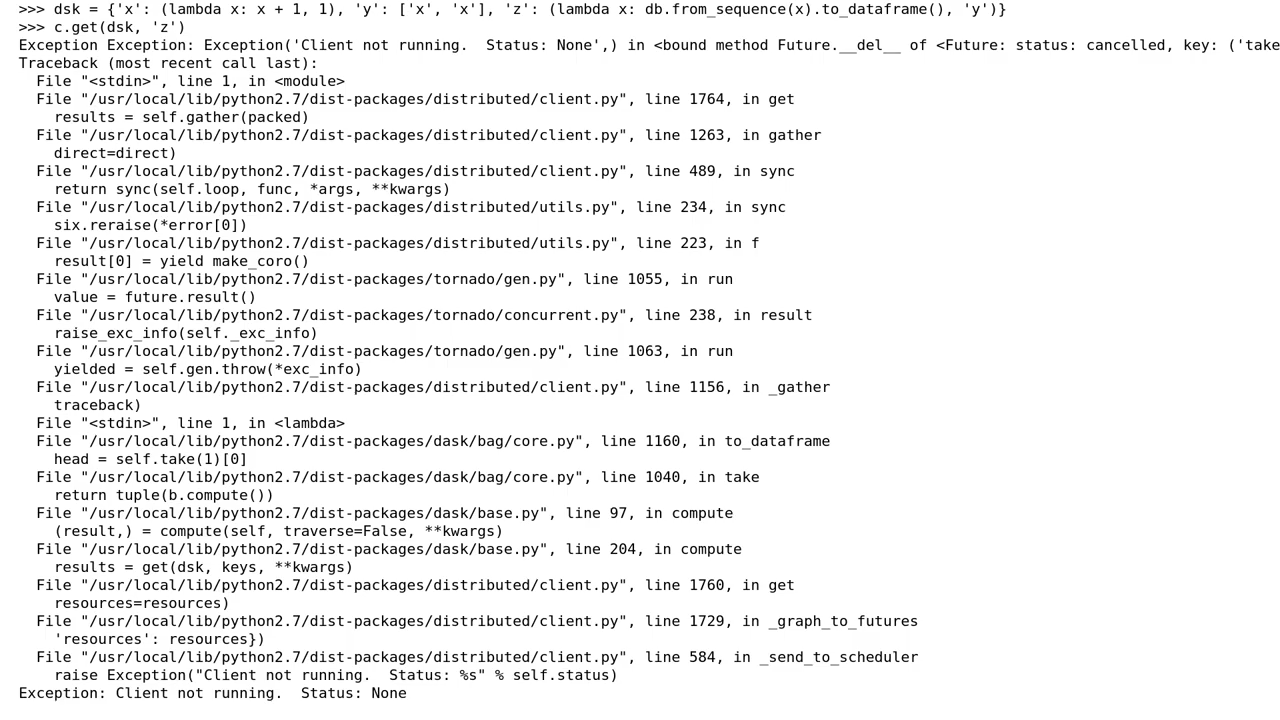 >>> dsk = {'x': (lambda x: x + 1, 1), 'y': ['x', 'x'], 'z': (lambda x: db.from_sequence(x).to_dataframe(), 'y')}
>>> c.get(dsk, 'z')
Exception Exception: Exception('Client not running.  Status: None',) in <bound method Future.__del__ of <Future: status: cancelled, key: ('take
Traceback (most recent call last):
  File "<stdin>", line 1, in <module>
  File "/usr/local/lib/python2.7/dist-packages/distributed/client.py", line 1764, in get
    results = self.gather(packed)
  File "/usr/local/lib/python2.7/dist-packages/distributed/client.py", line 1263, in gather
    direct=direct)
  File "/usr/local/lib/python2.7/dist-packages/distributed/client.py", line 489, in sync
    return sync(self.loop, func, *args, **kwargs)
  File "/usr/local/lib/python2.7/dist-packages/distributed/utils.py", line 234, in sync
    six.reraise(*error[0])
  File "/usr/local/lib/python2.7/dist-packages/distributed/utils.py", line 223, in f
    result[0] = yield make_coro()
  File "/usr/local/lib/python2.7/dist-packages/tornado/gen.py", line 1055, in run
    value = future.result()
  File "/usr/local/lib/python2.7/dist-packages/tornado/concurrent.py", line 238, in result
    raise_exc_info(self._exc_info)
  File "/usr/local/lib/python2.7/dist-packages/tornado/gen.py", line 1063, in run
    yielded = self.gen.throw(*exc_info)
  File "/usr/local/lib/python2.7/dist-packages/distributed/client.py", line 1156, in _gather
    traceback)
  File "<stdin>", line 1, in <lambda>
  File "/usr/local/lib/python2.7/dist-packages/dask/bag/core.py", line 1160, in to_dataframe
    head = self.take(1)[0]
  File "/usr/local/lib/python2.7/dist-packages/dask/bag/core.py", line 1040, in take
    return tuple(b.compute())
  File "/usr/local/lib/python2.7/dist-packages/dask/base.py", line 97, in compute
    (result,) = compute(self, traverse=False, **kwargs)
  File "/usr/local/lib/python2.7/dist-packages/dask/base.py", line 204, in compute
    results = get(dsk, keys, **kwargs)
  File "/usr/local/lib/python2.7/dist-packages/distributed/client.py", line 1760, in get
    resources=resources)
  File "/usr/local/lib/python2.7/dist-packages/distributed/client.py", line 1729, in _graph_to_futures
    'resources': resources})
  File "/usr/local/lib/python2.7/dist-packages/distributed/client.py", line 584, in _send_to_scheduler
    raise Exception("Client not running.  Status: %s" % self.status)
Exception: Client not running.  Status: None